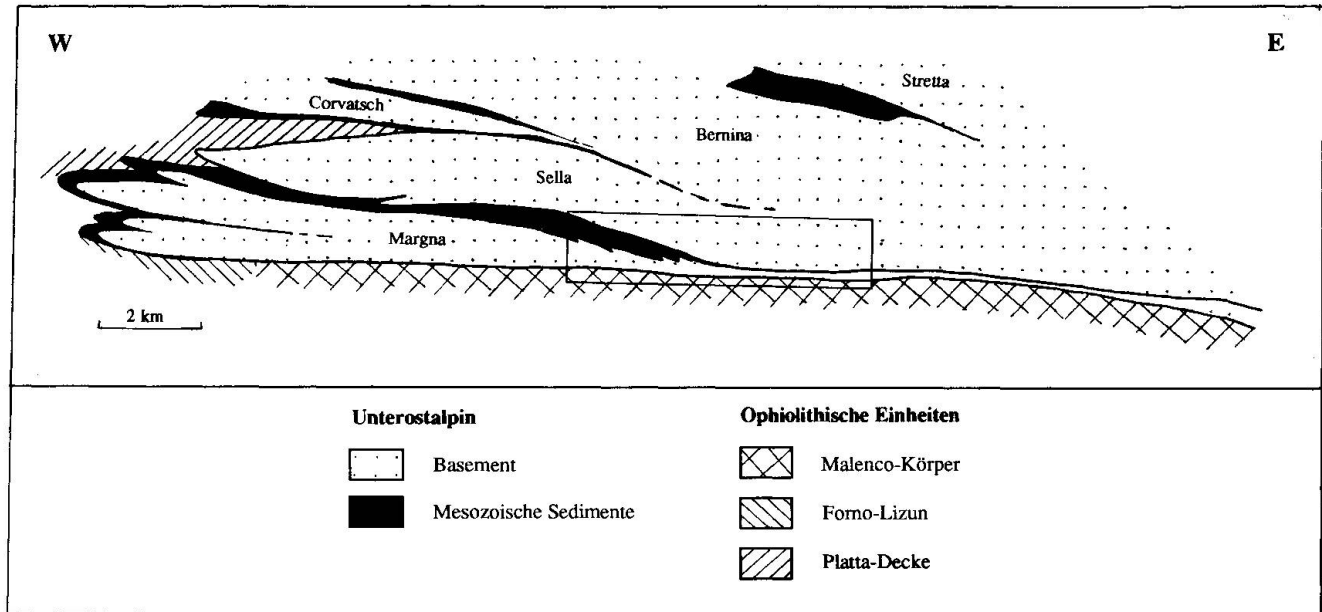 W
E
Stretta
Corvatsch
Bernina
Sella
Margna
2 km
Unterostalpin
Basement
Mesozoische Sedimente
Ophiolithische Einheiten
Malenco-Körper
Forno-Lizun
Platta-Decke